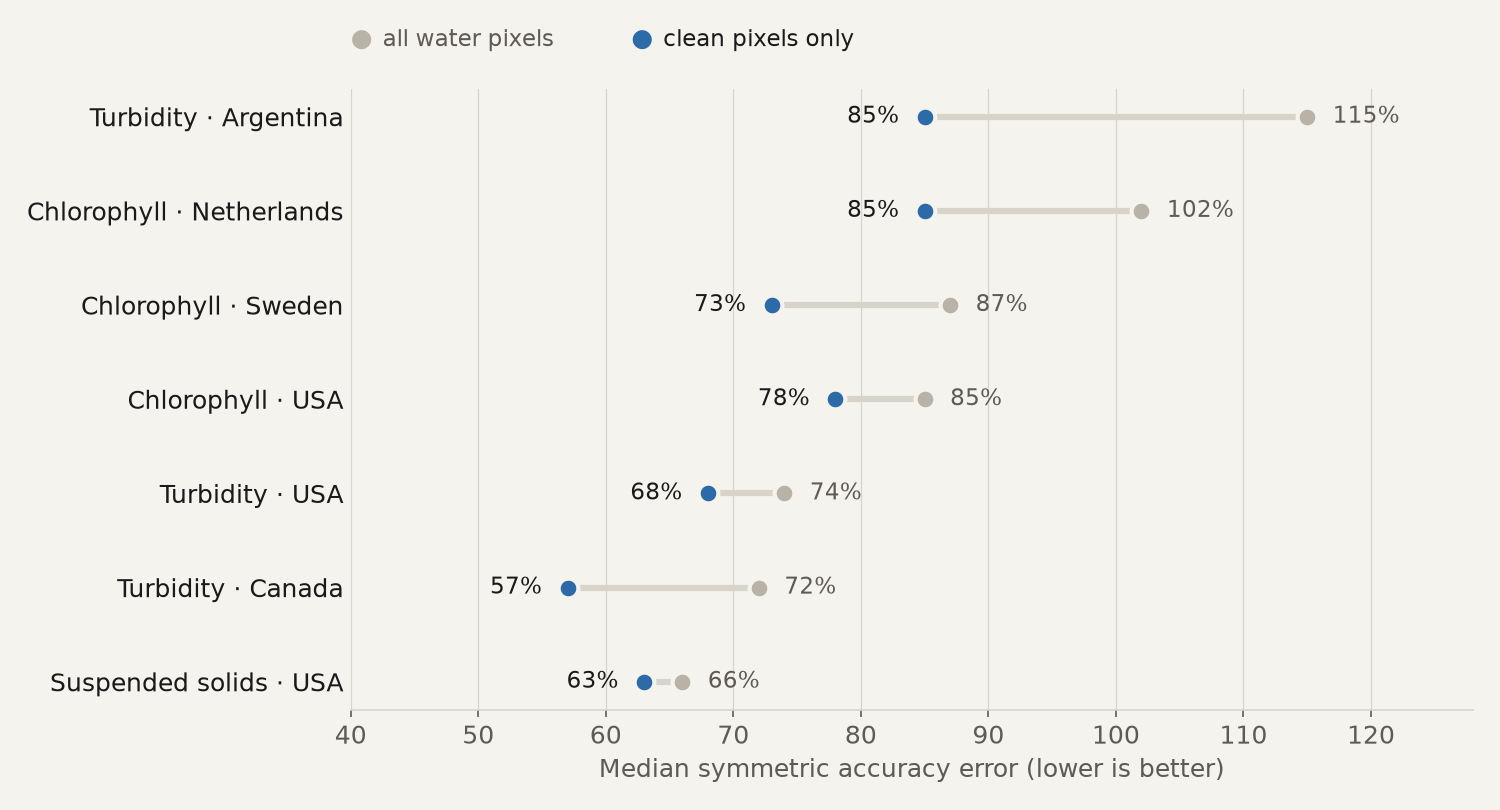 all water pixels clean pixels only
Turbidity · Argentina 85% 115%
Chlorophyll · Netherlands 85% 102%
Chlorophyll · Sweden 73% 87%
Chlorophyll · USA 78% 85%
Turbidity · USA 68% 74%
Turbidity · Canada 57% 72%
Suspended solids · USA 63% 66%
40 50 60 70 80 90 100 110 120
Median symmetric accuracy error (lower is better)